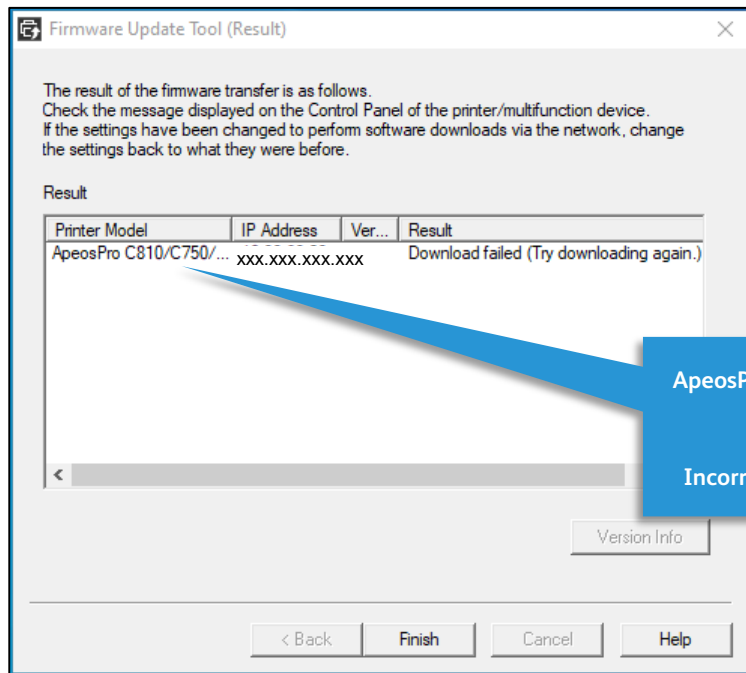 Firmware Update Tool (Result)
The result of the firmware transfer is as follows.
Check the message displayed on the Control Panel of the printer/multifunction device.
If the settings have been changed to perform software downloads via the network, change
the settings back to what they were before.
Result
Printer Model IP Address Ver... Result
ApeosPro C810/C750/... xxx.xxx.xxx.xxx Download failed (Try downloading again.)
ApeosP
Incorr
Version Info
< Back Finish Cancel Help